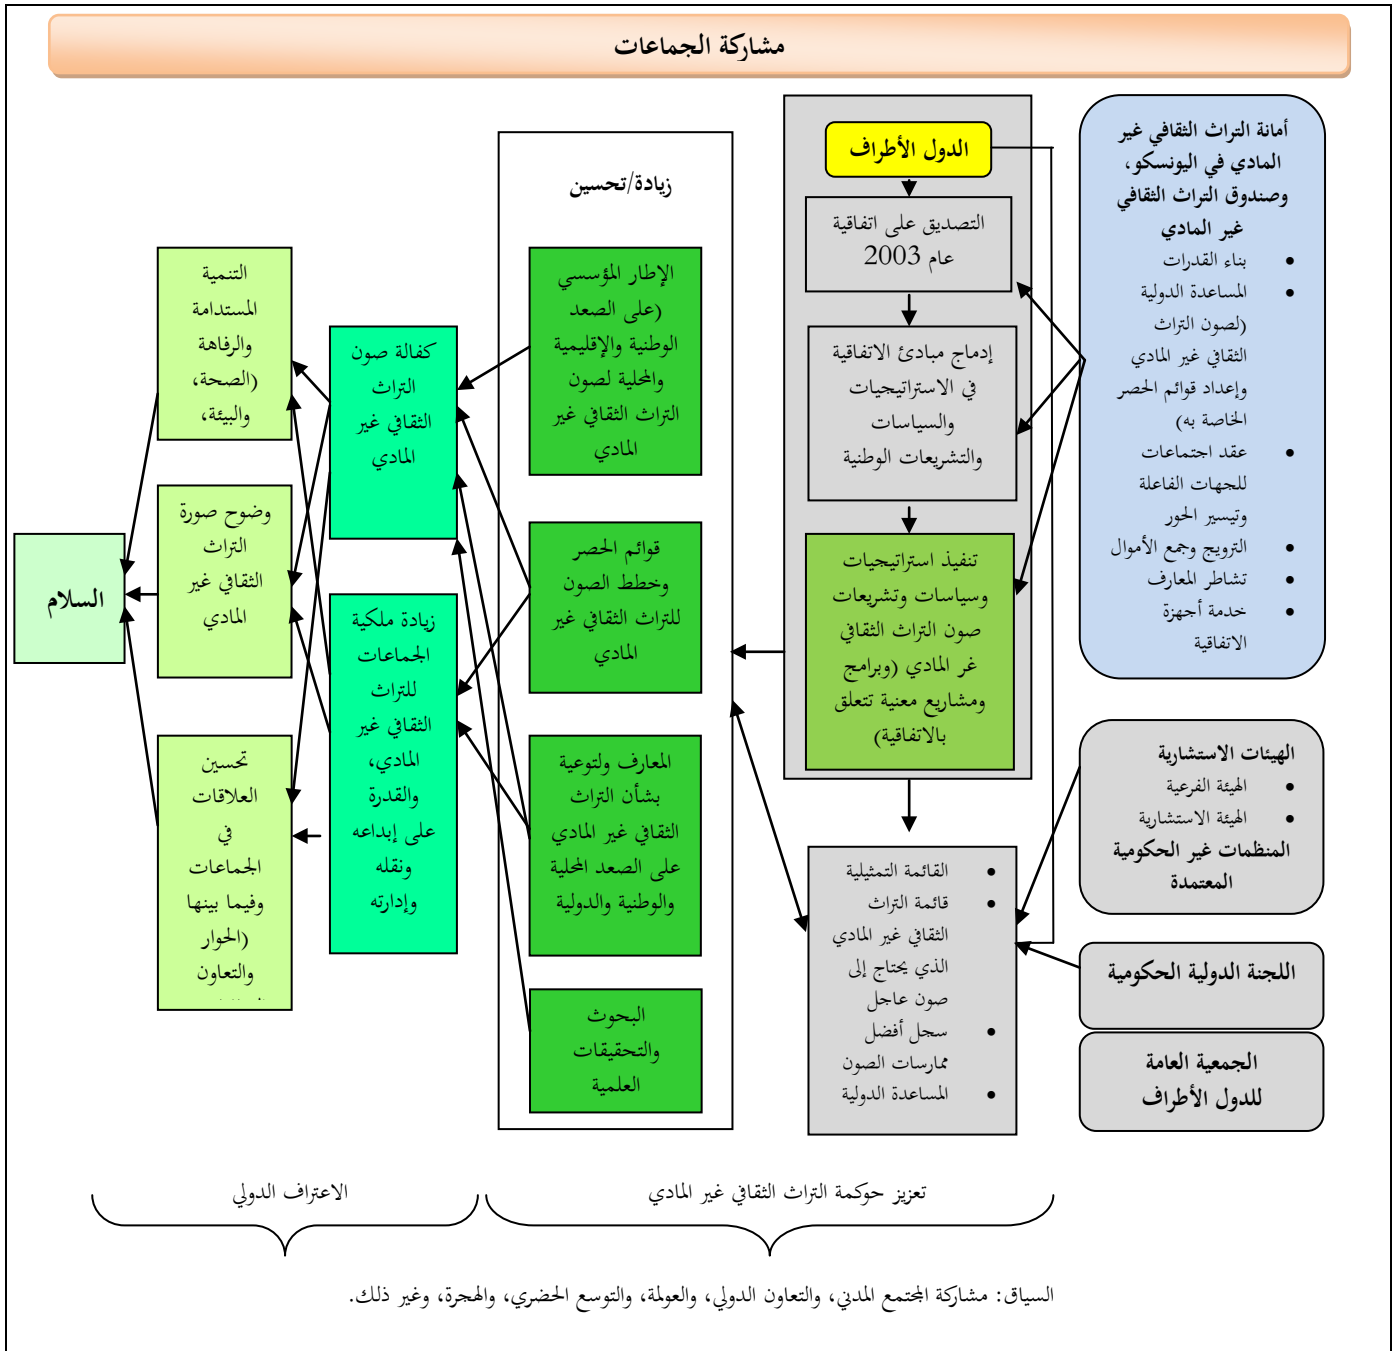 مشاركة الجماعات
أمانة التراث الثقافي غير
المادي في اليونسكو،
وصندوق التراث الثقافي
غير المادي
• بناء القدرات
• المساعدة الدولية
(لصون التراث
الثقافي غير المادي
وإعداد قوائم الحصر
الخاصة به)
• عقد اجتماعات
للجهات الفاعلة
وتيسير الحور
• الترويج وجمع الأموال
• تشاطر المعارف
• خدمة أجهزة
الاتفاقية
الهيئات الاستشارية
• الهيئة الفرعية
• الهيئة الاستشارية
المنظمات غير الحكومية
المعتمدة
اللجنة الدولية الحكومية
الجمعية العامة
للدول الأطراف
الدول الأطراف
التصديق على اتفاقية
عام 2003
إدماج مبادئ الاتفاقية
في الاستراتيجيات
والسياسات
والتشريعات الوطنية
تنفيذ استراتيجيات
وسياسات وتشريعات
صون التراث الثقافي
غر المادي (وبرامج
ومشاريع معنية تتعلق
بالاتفاقية)
• القائمة التمثيلية
• قائمة التراث
الثقافي غير المادي
الذي يحتاج إلى
صون عاجل
• سجل أفضل
ممارسات الصون
• المساعدة الدولية
زيادة/تحسين
الإطار المؤسسي
(على الصعد
الوطنية والإقليمية
والمحلية لصون
التراث الثقافي غير
المادي
قوائم الحصر
وخطط الصون
للتراث الثقافي غير
المادي
المعارف ولتوعية
بشأن التراث
الثقافي غير المادي
على الصعد المحلية
والوطنية والدولية
البحوث
والتحقيقات
العلمية
كفالة صون
التراث
الثقافي غير
المادي
زيادة ملكية
الجماعات
للتراث
الثقافي غير
المادي،
والقدرة
على إبداعه
ونقله
وإدارته
التنمية
المستدامة
والرفاهة
(الصحة،
والبيئة،
وضوح صورة
التراث
الثقافي غير
المادي
تحسين
العلاقات
في
الجماعات
وفيما بينها
(الحوار
والتعاون
السلام
تعزيز حوكمة التراث الثقافي غير المادي
الاعتراف الدولي
السياق: مشاركة المجتمع المدني، والتعاون الدولي، والعولمة، والتوسع الحضري، والهجرة، وغير ذلك.